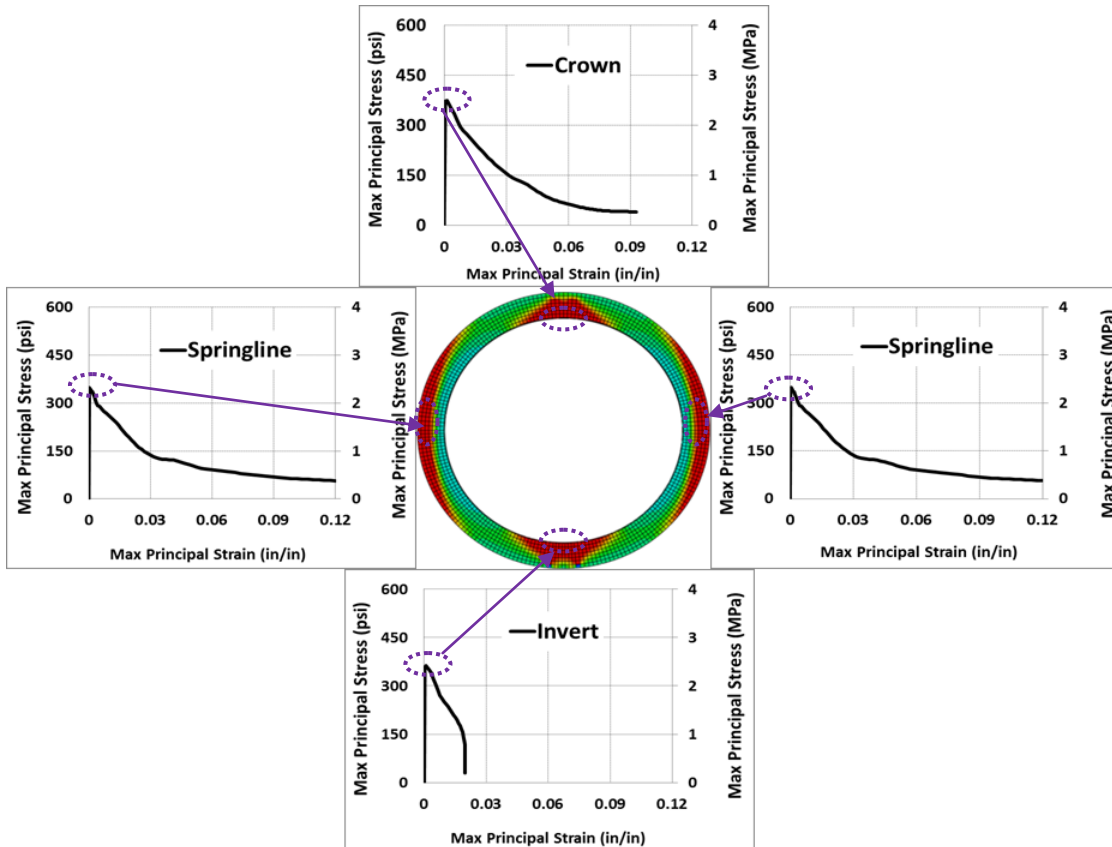 600
450
300
150
0
Max Principal Stress (psi)
Crown
4
3
2
1
0
Max Principal Stress (MPa)
0 0.03 0.06 0.09 0.12
Max Principal Strain (in/in)
600
450
300
150
0
Max Principal Stress (psi)
Springline
4
3
2
1
0
Max Principal Stress (MPa)
0 0.03 0.06 0.09 0.12
Max Principal Strain (in/in)
600
450
300
150
0
Max Principal Stress (psi)
Springline
4
3
2
1
0
Max Principal Stress (MPa)
0 0.03 0.06 0.09 0.12
Max Principal Strain (in/in)
600
450
300
150
0
Max Principal Stress (psi)
Invert
4
3
2
1
0
Max Principal Stress (MPa)
0 0.03 0.06 0.09 0.12
Max Principal Strain (in/in)